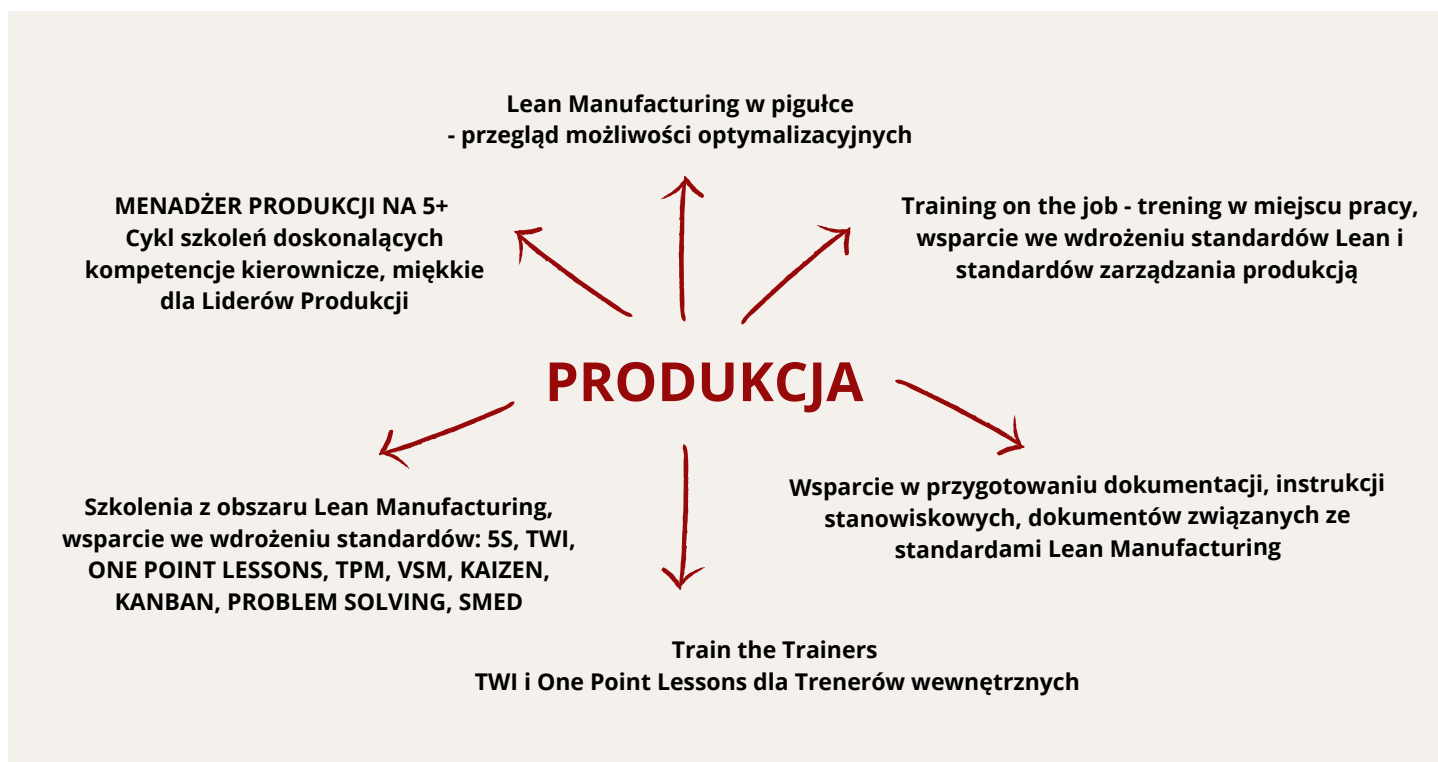 Lean Manufacturing w pigułce
- przegląd możliwości optymalizacyjnych
MENADŻER PRODUKCJI NA 5+
Cykl szkoleń doskonalących
kompetencje kierownicze, miękkie
dla Liderów Produkcji
Training on the job - trening w miejscu pracy,
wsparcie we wdrożeniu standardów Lean i
standardów zarządzania produkcją
PRODUKCJA
Szkolenia z obszaru Lean Manufacturing,
wsparcie we wdrożeniu standardów: 5S, TWI,
ONE POINT LESSONS, TPM, VSM, KAIZEN,
KANBAN, PROBLEM SOLVING, SMED
Wsparcie w przygotowaniu dokumentacji, instrukcji
stanowiskowych, dokumentów związanych ze
standardami Lean Manufacturing
Train the Trainers
TWI i One Point Lessons dla Trenerów wewnętrznych